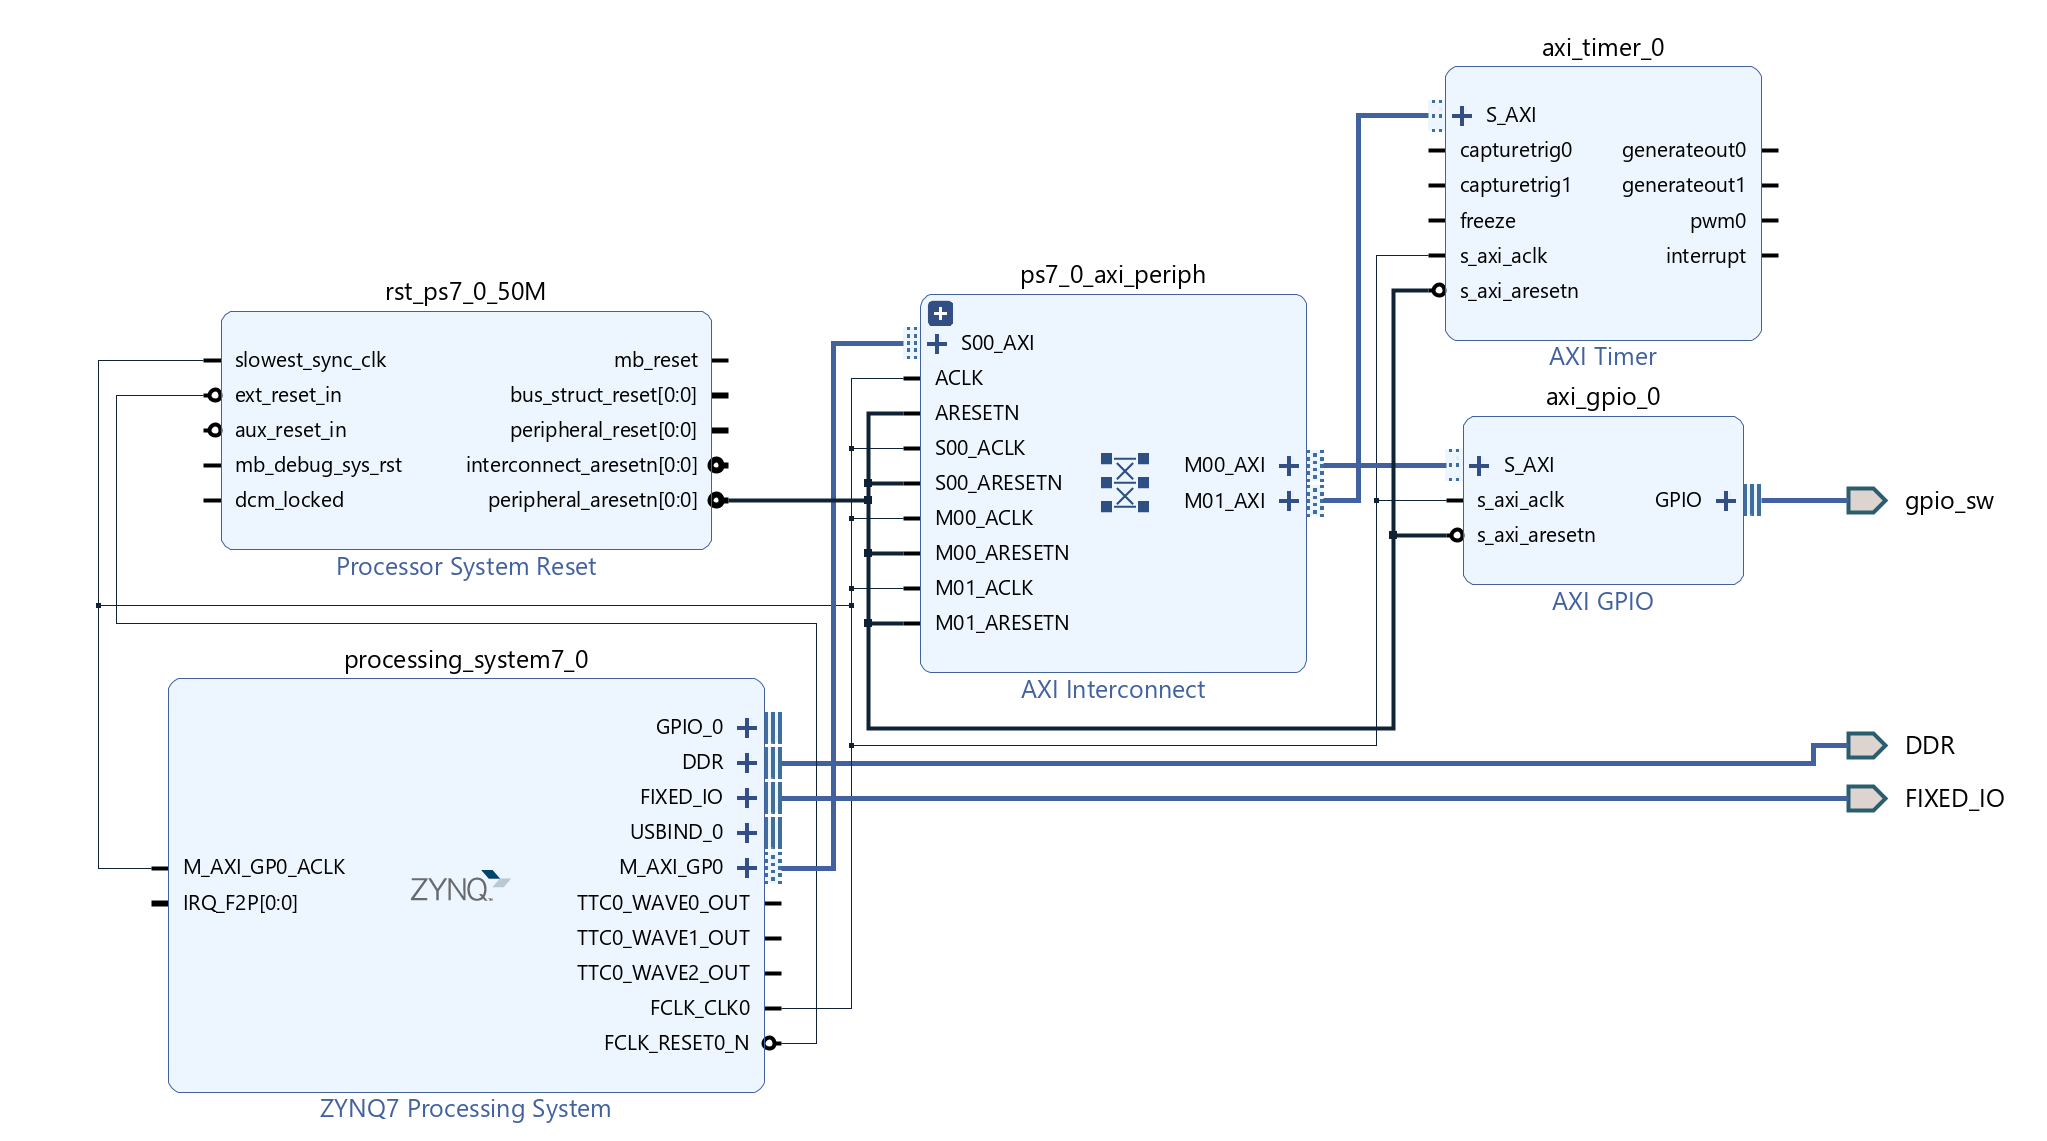 axi_timer_0
S_AXI
capturetrig0
generateout0
capturetrig1
generateout1
freeze
pwm0
s_axi_aclk
interrupt
s_axi_aresetn
AXI Timer
rst_ps7_0_50M
slowest_sync_clk
mb_reset
ext_reset_in
bus_struct_reset[0:0]
aux_reset_in
peripheral_reset[0:0]
mb_debug_sys_rst
interconnect_aresetn[0:0]
dcm_locked
peripheral_aresetn[0:0]
Processor System Reset
ps7_0_axi_periph
S00_AXI
ACLK
ARESETN
S00_ACLK
S00_ARESETN
M00_ACLK
M00_ARESETN
M01_ACLK
M01_ARESETN
M00_AXI
M01_AXI
AXI Interconnect
axi_gpio_0
S_AXI
s_axi_aclk
GPIO
s_axi_aresetn
AXI GPIO
gpio_sw
processing_system7_0
GPIO_0
DDR
FIXED_IO
USBIND_0
M_AXI_GP0_ACLK
M_AXI_GP0
IRQ_F2P[0:0]
ZYNQ
TTC0_WAVE0_OUT
TTC0_WAVE1_OUT
TTC0_WAVE2_OUT
FCLK_CLK0
FCLK_RESET0_N
ZYNQ7 Processing System
DDR
FIXED_IO